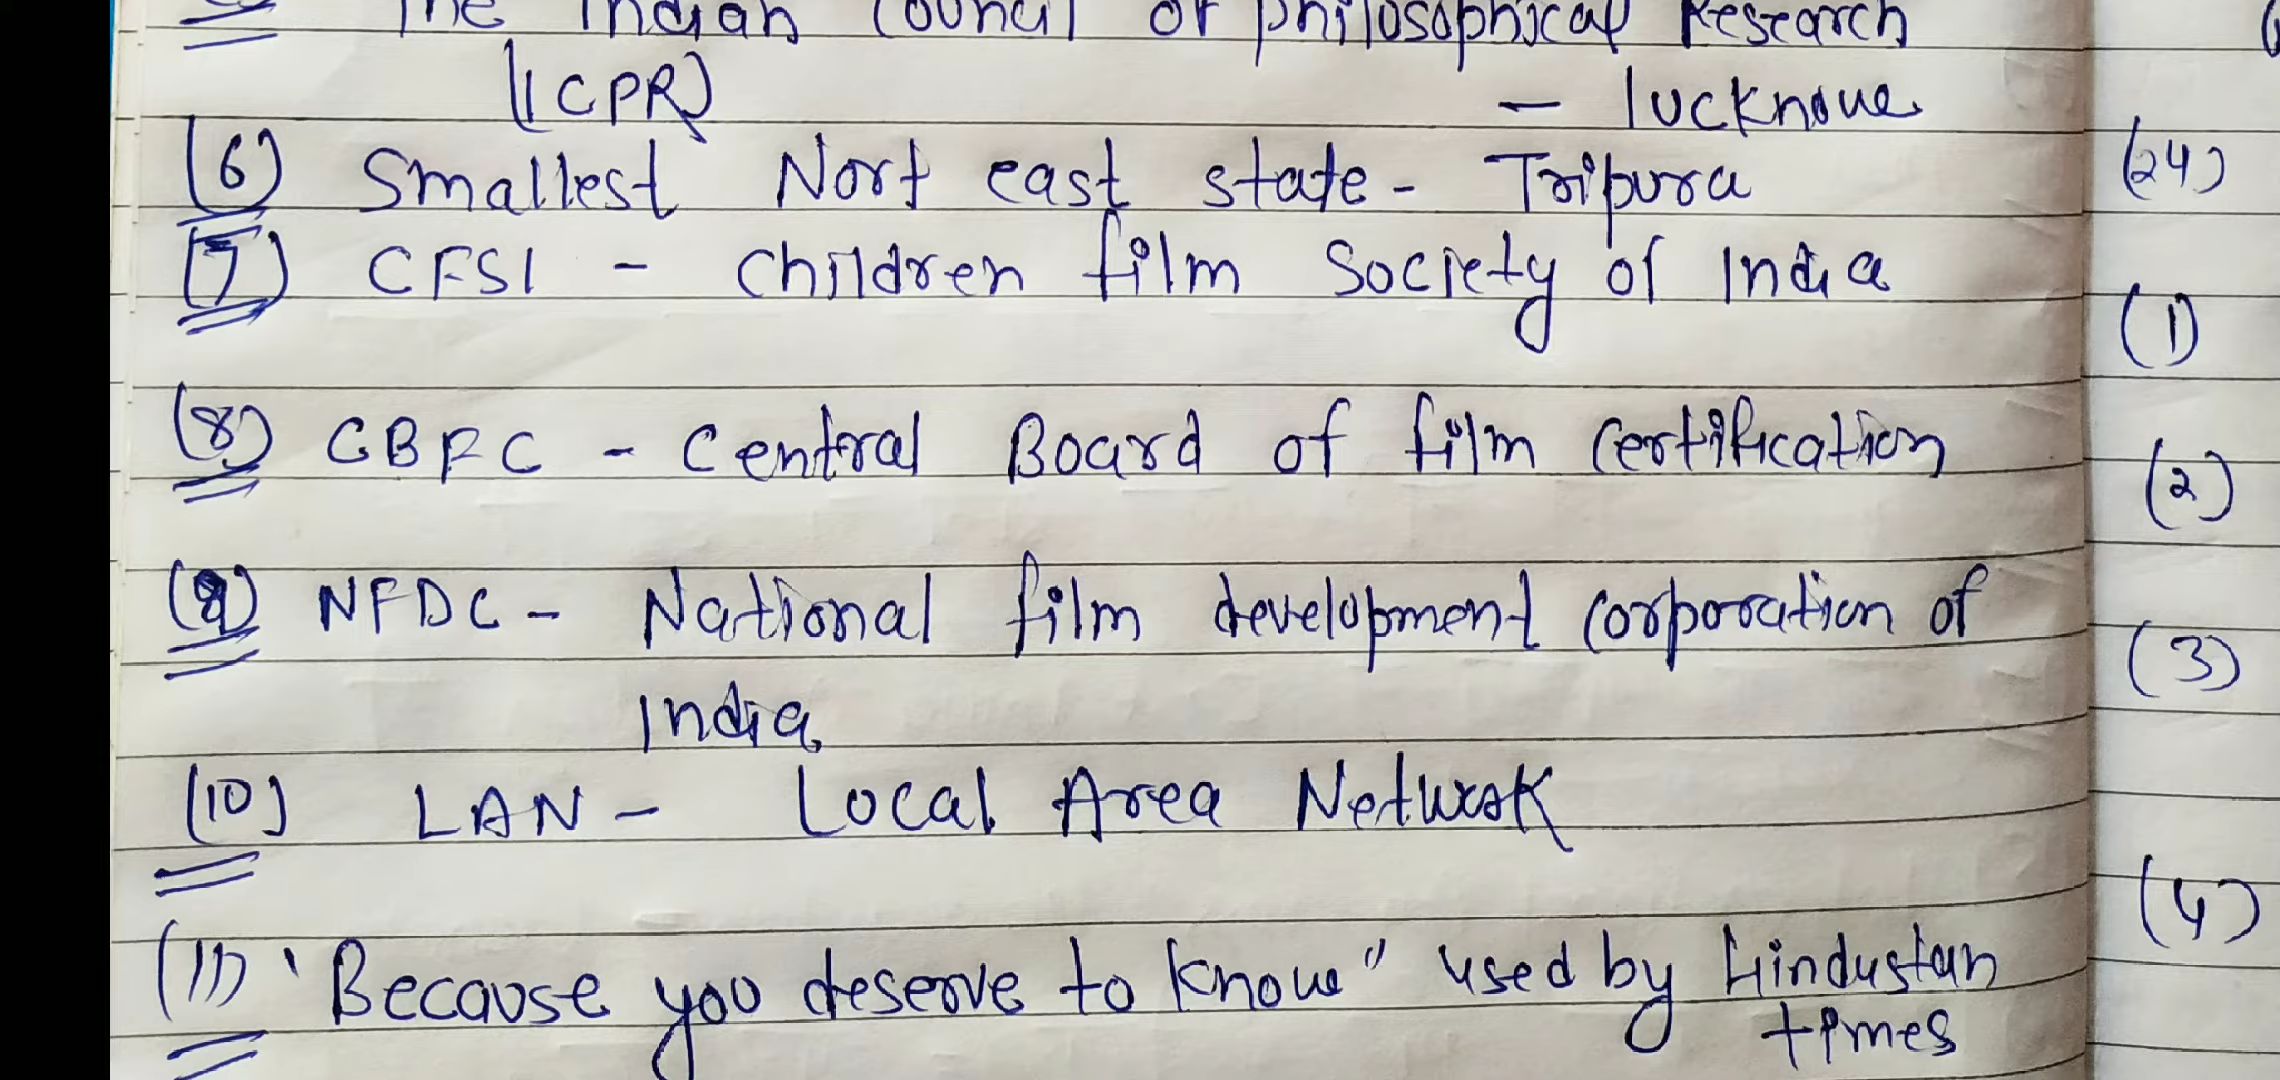 The Indian Council of philosophical Research
(ICPR) - lucknowe
(6) Smallest Nort east state - Tripura
(7) CFSI - Children film Society of India
(8) CBFC - Central Board of film certification
(9) NFDC - National film development corporation of
India
(10) LAN - Local Area Network
(11) 'Because you deserve to know" used by Hindustan
times
(24)
(1)
(2)
(3)
(4)